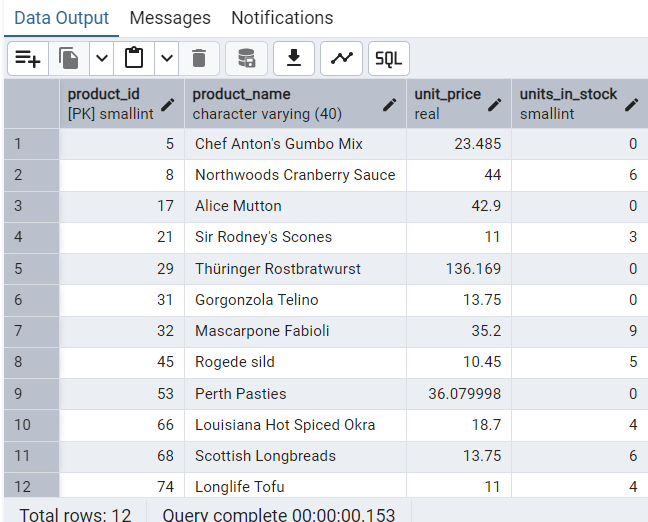 Data Output Messages Notifications
SQL
product_id product_name unit_price units_in_stock
[PK] smallint character varying (40) real smallint
1 5 Chef Anton's Gumbo Mix 23.485 0
2 8 Northwoods Cranberry Sauce 44 6
3 17 Alice Mutton 42.9 0
4 21 Sir Rodney's Scones 11 3
5 29 Thüringer Rostbratwurst 136.169 0
6 31 Gorgonzola Telino 13.75 0
7 32 Mascarpone Fabioli 35.2 9
8 45 Rogede sild 10.45 5
9 53 Perth Pasties 36.079998 0
10 66 Louisiana Hot Spiced Okra 18.7 4
11 68 Scottish Longbreads 13.75 6
12 74 Longlife Tofu 11 4
Total rows: 12 Query complete 00:00:00.153